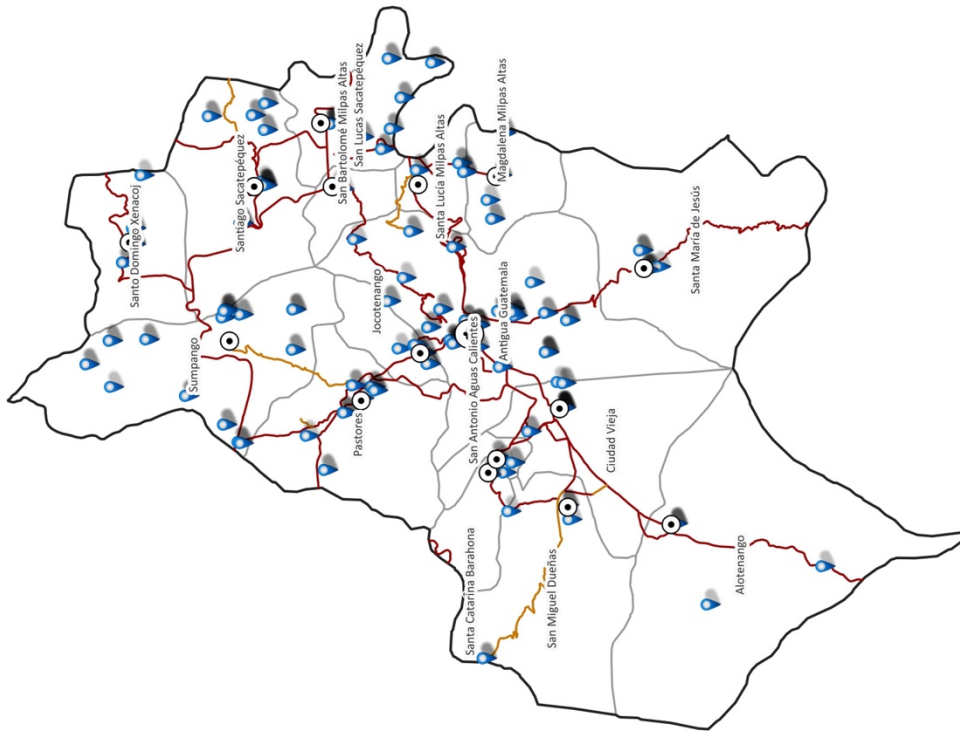 Santo Domingo Xenacoj
Santiago Sacatepéquez
San Bartolomé Milpas Altas
San Lucas Sacatepéquez
Sumpango
Santa Lucía Milpas Altas
Magdalena Milpas Altas
Jocotenango
Pastores
Antigua Guatemala
San Antonio Aguas Calientes
Santa María de Jesús
Santa Catarina Barahona
Ciudad Vieja
San Miguel Dueñas
Alotenango